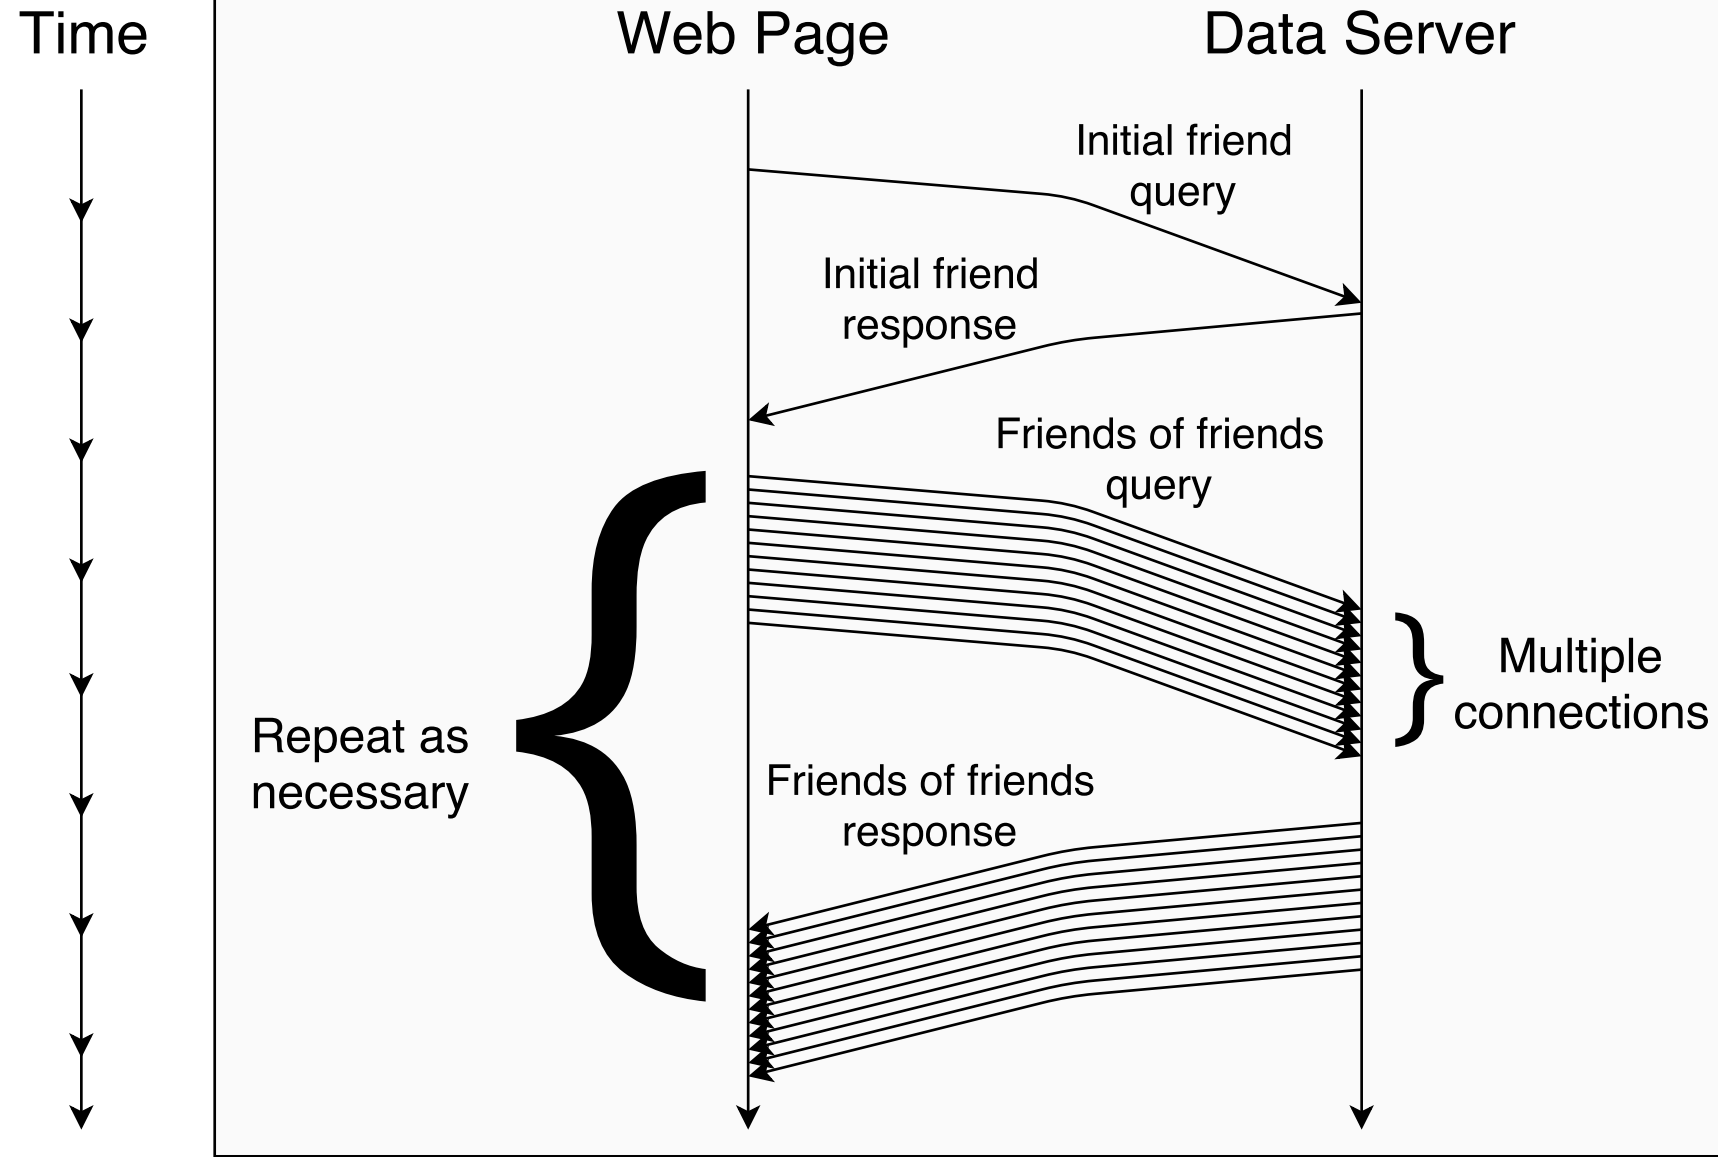 Time
Web Page
Data Server
Initial friend
query
Initial friend
response
Friends of friends
query
Multiple
connections
Repeat as
necessary
Friends of friends
response